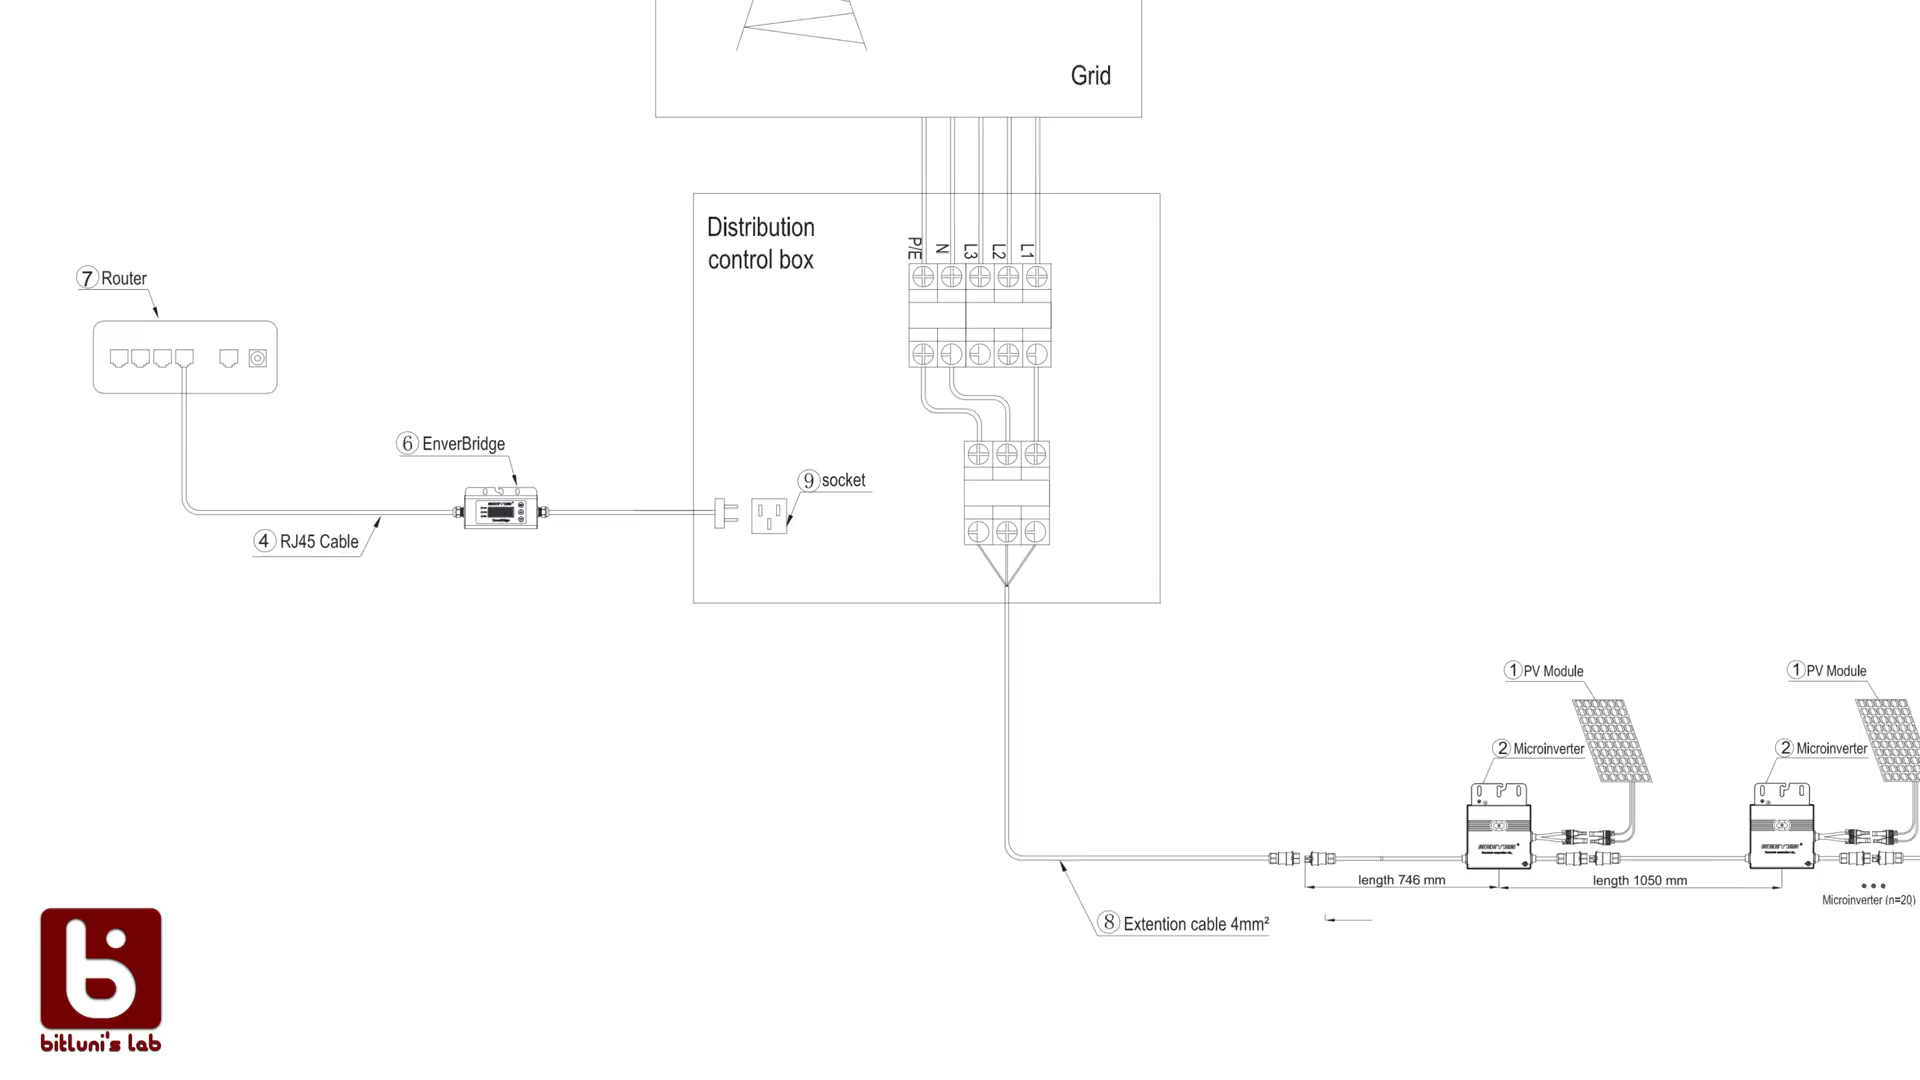 Grid
Distribution
control box
P/E
N
L3
L2
L1
7 Router
6 EnverBridge
9 socket
4 RJ45 Cable
1 PV Module
1 PV Module
2 Microinverter
2 Microinverter
length 746 mm
length 1050 mm
Microinverter (n=20)
8 Extention cable 4mm²
bitluni's lab